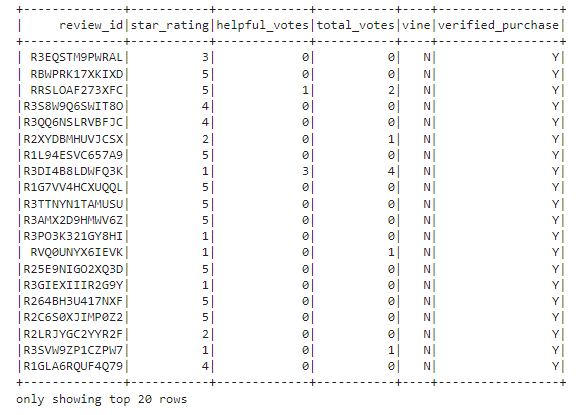 +--------------+-----------+-------------+-----------+----+-----------------+
|     review_id|star_rating|helpful_votes|total_votes|vine|verified_purchase|
+--------------+-----------+-------------+-----------+----+-----------------+
| R3EQSTM9PWRAL|          3|            0|          0|   N|                Y|
| RBWPRK17XKIXD|          5|            0|          0|   N|                Y|
| RRSLOAF273XFC|          5|            1|          2|   N|                Y|
|R3S8W9Q6SWIT8O|          4|            0|          0|   N|                Y|
|R3QQ6NSLRVBFJC|          4|            0|          0|   N|                Y|
|R2XYDBMHUVJCSX|          2|            0|          1|   N|                Y|
|R1L94ESVC657A9|          5|            0|          0|   N|                Y|
|R3DI4B8LDWFQ3K|          1|            3|          4|   N|                Y|
|R1G7VV4HCXUQQL|          5|            0|          0|   N|                Y|
|R3TTNYN1TAMUSU|          5|            0|          0|   N|                Y|
|R3AMX2D9HMWV6Z|          5|            0|          0|   N|                Y|
|R3PO3K321GY8HI|          1|            0|          0|   N|                Y|
| RVQ0UNYX6IEVK|          1|            0|          1|   N|                Y|
|R25E9NIGO2XQ3D|          5|            0|          0|   N|                Y|
|R3GIEXIIIR2G9Y|          1|            0|          0|   N|                Y|
|R264BH3U417NXF|          5|            0|          0|   N|                Y|
|R2C6S0XJIMP0Z2|          5|            0|          0|   N|                Y|
|R2LRJYGC2YYR2F|          2|            0|          0|   N|                Y|
|R3SVW9ZP1CZPW7|          1|            0|          1|   N|                Y|
|R1GLA6RQUF4Q79|          4|            0|          0|   N|                Y|
+--------------+-----------+-------------+-----------+----+-----------------+
only showing top 20 rows